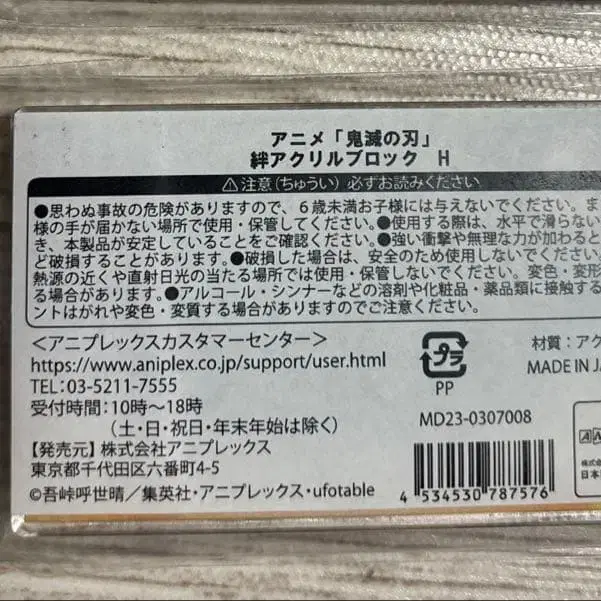 アニメ「鬼滅の刃」
絆アクリルブロック H
⚠注意(ちゅうい)必ずお読みください
●思わぬ事故の危険がありますので、6歳未満お子様には与えないでください。ま
様の手が届かない場所で使用・保管してください。●使用する際は、水平で滑らない
き、本製品が安定していることをご確認ください。●強い衝撃や無理な力が加わると
ど破損することがあります。●破損した場合は、安全のため使用しないでください。
熱源の近くや直射日光の当たる場所では使用・保管しないでください。変色・変形
る場合があります。●アルコール・シンナーなどの溶剤や化粧品・薬品類に接触する
ントはがれや変色・変質する場合がありますのでご注意ください。
<アニプレックスカスタマーセンター>
https://www.aniplex.co.jp/support/user.html
TEL:03-5211-7555
受付時間:10時〜18時
(土・日・祝日・年末年始は除く)
【発売元】株式会社アニプレックス
東京都千代田区六番町4-5
©吾峠呼世晴/集英社・アニプレックス・ufotable
プラ
PP
材質:アク
MADE IN JA
MD23-0307008
4 534530 787576
AN
株式会
日本